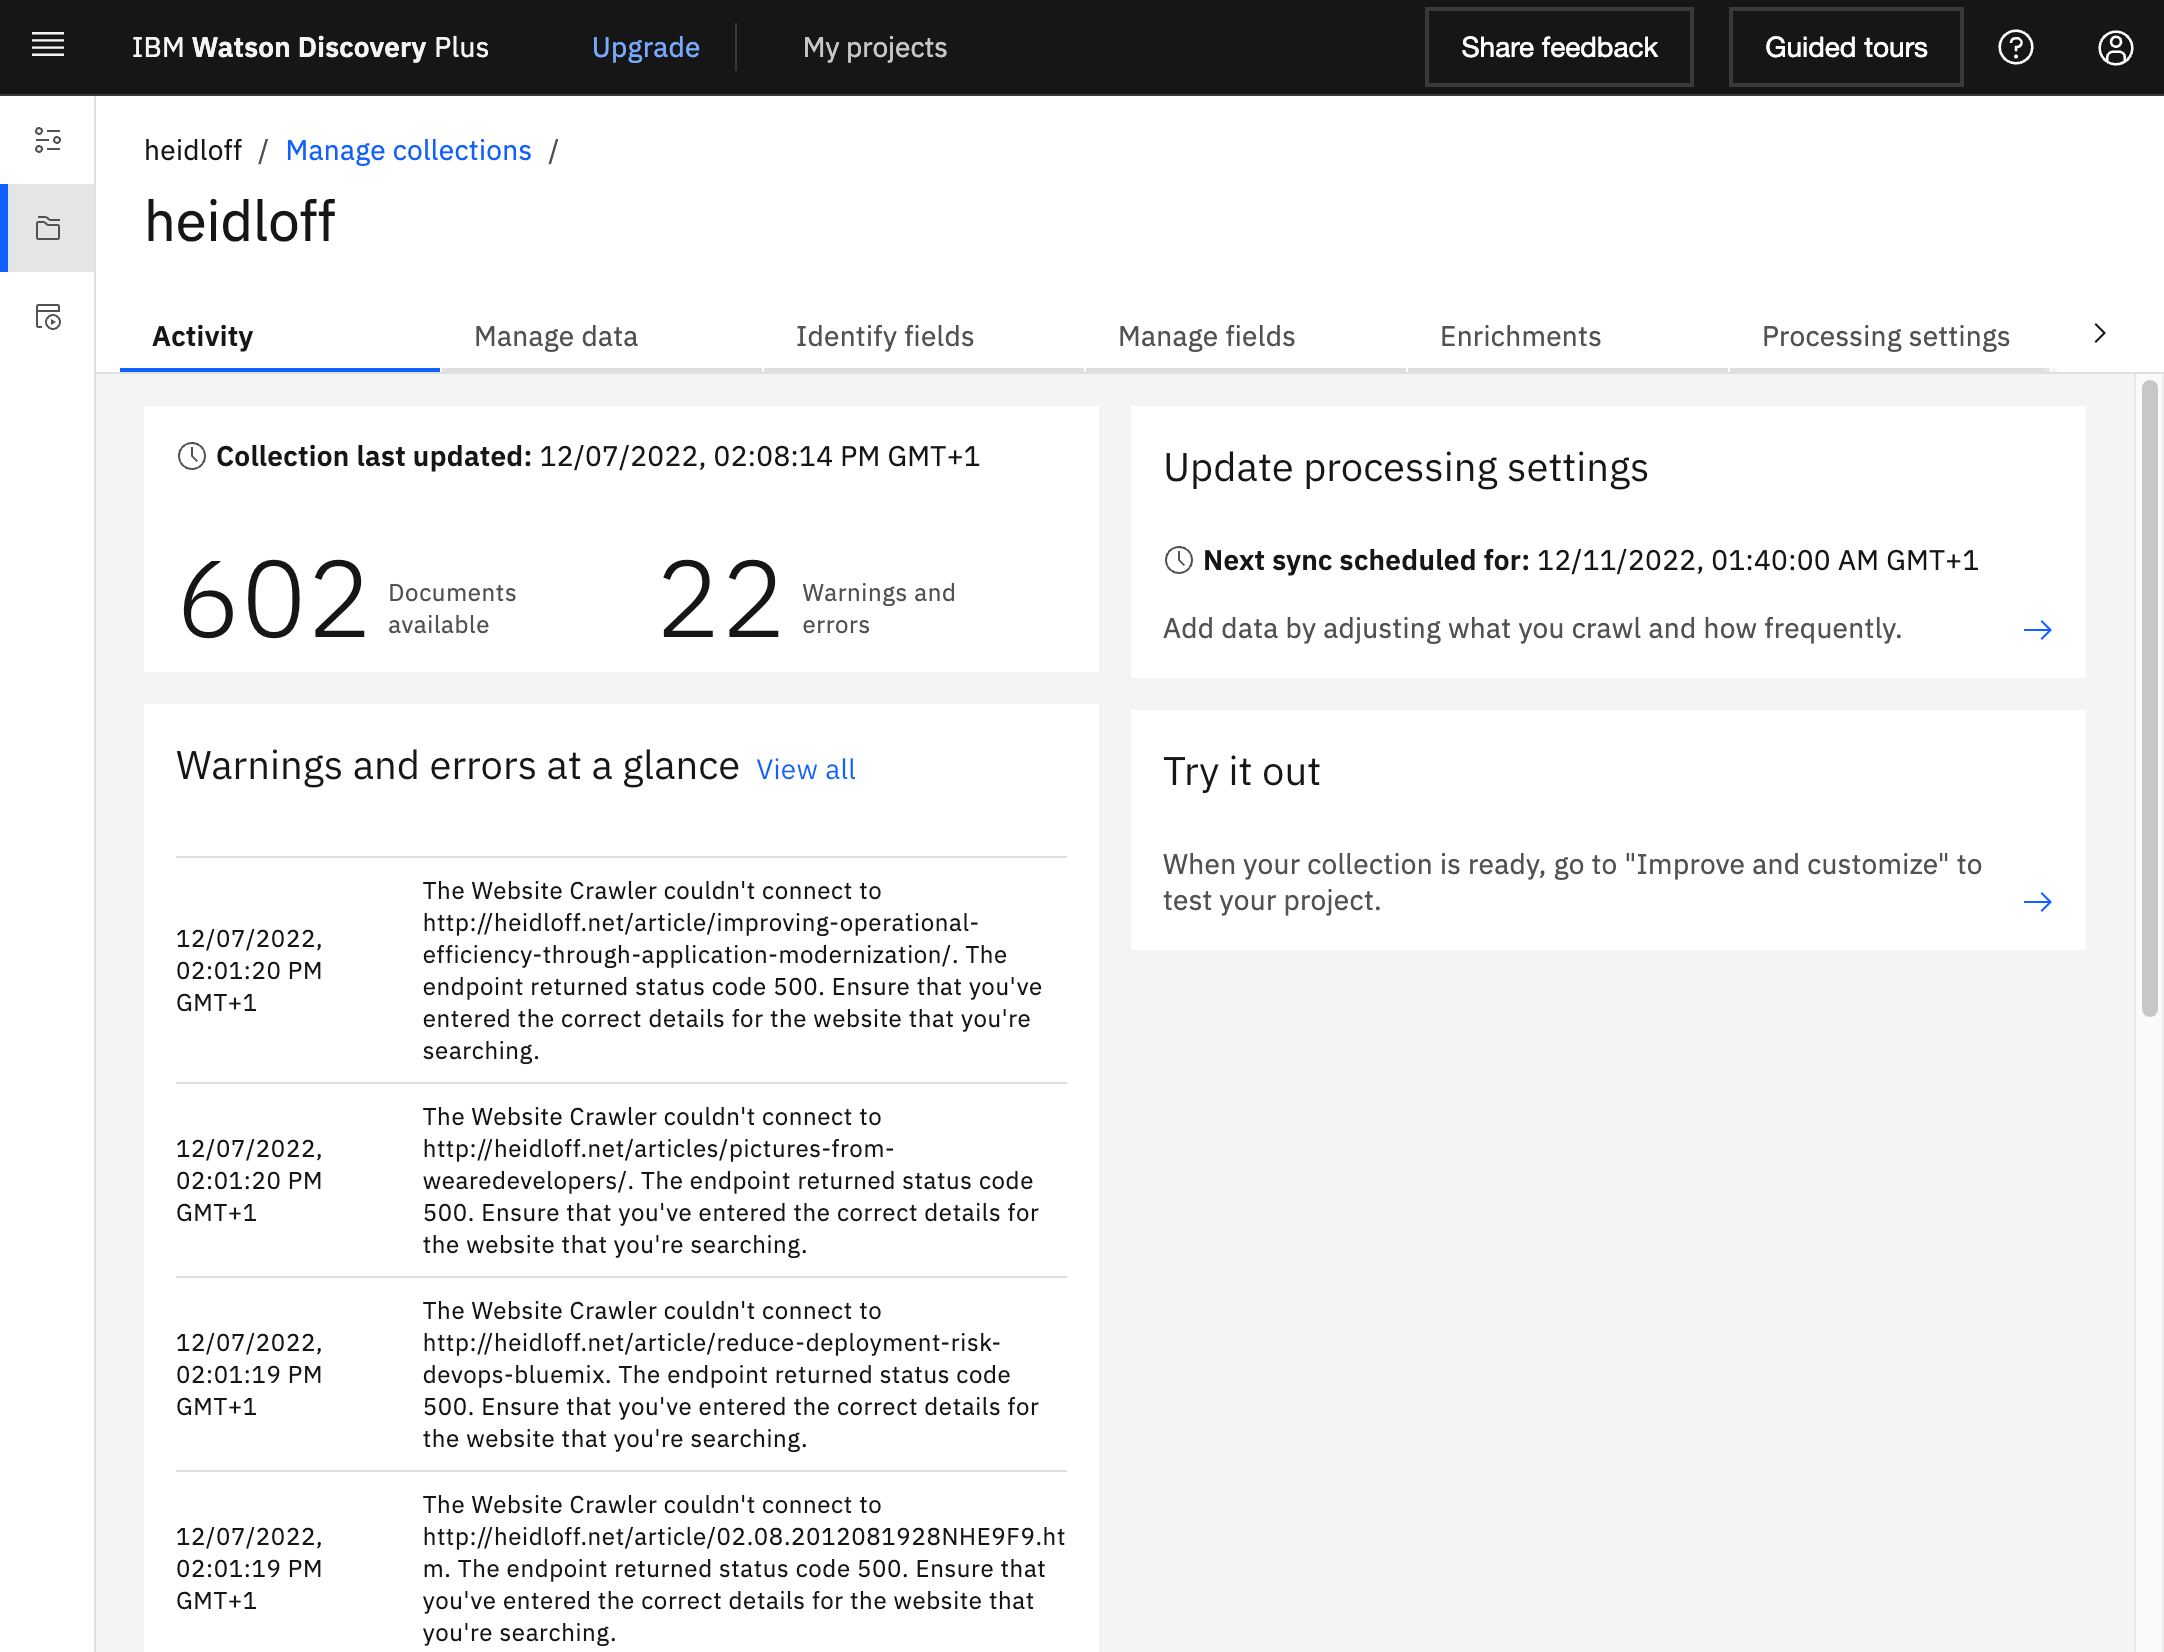 IBM Watson Discovery Plus
Upgrade
My projects
Share feedback
Guided tours
heidloff / Manage collections /
heidloff
Activity
Manage data
Identify fields
Manage fields
Enrichments
Processing settings
Collection last updated: 12/07/2022, 02:08:14 PM GMT+1
602
Documents
available
22
Warnings and
errors
Update processing settings
Next sync scheduled for: 12/11/2022, 01:40:00 AM GMT+1
Add data by adjusting what you crawl and how frequently.
Warnings and errors at a glance View all
12/07/2022,
02:01:20 PM
GMT+1
The Website Crawler couldn't connect to
http://heidloff.net/article/improving-operational-
efficiency-through-application-modernization/. The
endpoint returned status code 500. Ensure that you've
entered the correct details for the website that you're
searching.
12/07/2022,
02:01:20 PM
GMT+1
The Website Crawler couldn't connect to
http://heidloff.net/articles/pictures-from-
wearedevelopers/. The endpoint returned status code
500. Ensure that you've entered the correct details for
the website that you're searching.
12/07/2022,
02:01:19 PM
GMT+1
The Website Crawler couldn't connect to
http://heidloff.net/article/reduce-deployment-risk-
devops-bluemix. The endpoint returned status code
500. Ensure that you've entered the correct details for
the website that you're searching.
12/07/2022,
02:01:19 PM
GMT+1
The Website Crawler couldn't connect to
http://heidloff.net/article/02.08.2012081928NHE9F9.ht
m. The endpoint returned status code 500. Ensure that
you've entered the correct details for the website that
you're searching.
Try it out
When your collection is ready, go to "Improve and customize" to
test your project.